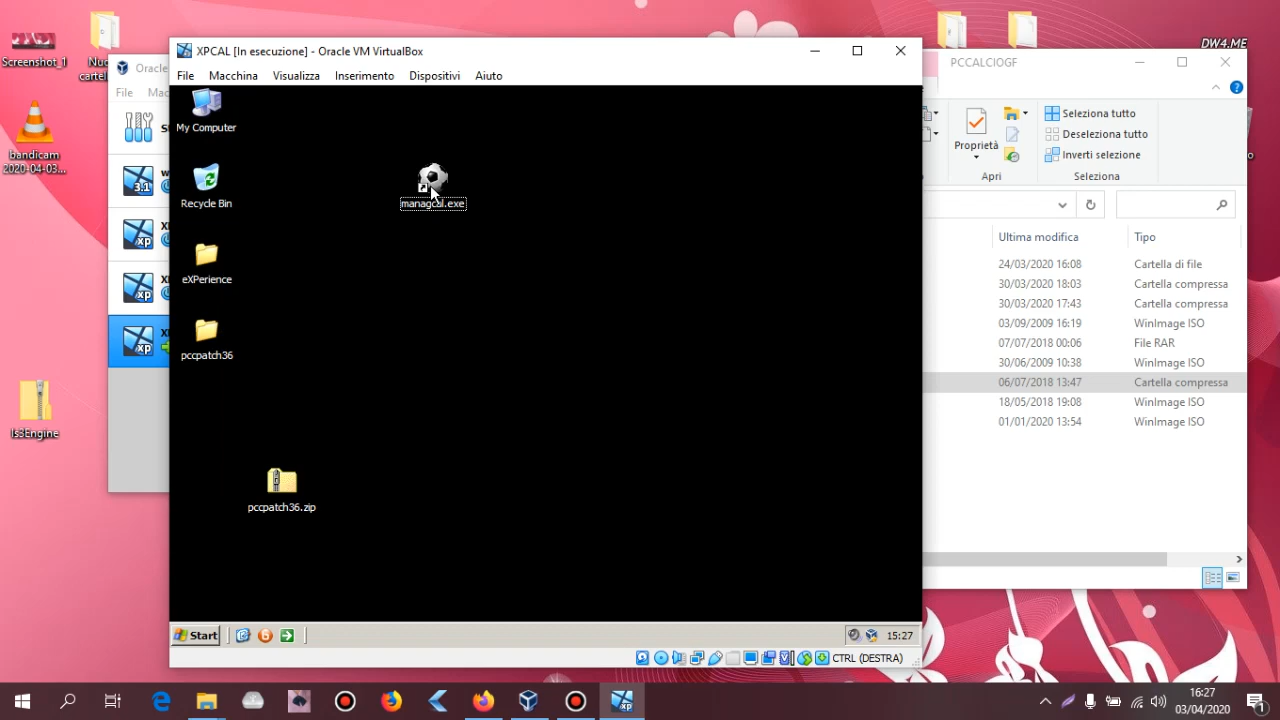 Screenshot_1
bandicam
2020-04-03...
ls3Engine
DW4.ME
Oracle
File
XPCAL [In esecuzione] - Oracle VM VirtualBox
File Macchina Visualizza Inserimento Dispositivi Aiuto
My Computer
Recycle Bin
eXPerience
pccpatch36
managcal.exe
pccpatch36.zip
Start
15:27
CTRL (DESTRA)
PCCALCIOGF
Proprietà
Apri
Seleziona tutto
Deseleziona tutto
Inverti selezione
Seleziona
Ultima modifica Tipo
24/03/2020 16:08 Cartella di file
30/03/2020 18:03 Cartella compressa
30/03/2020 17:43 Cartella compressa
03/09/2009 16:19 WinImage ISO
07/07/2018 00:06 File RAR
30/06/2009 10:38 WinImage ISO
06/07/2018 13:47 Cartella compressa
18/05/2018 19:08 WinImage ISO
01/01/2020 13:54 WinImage ISO
16:27
03/04/2020